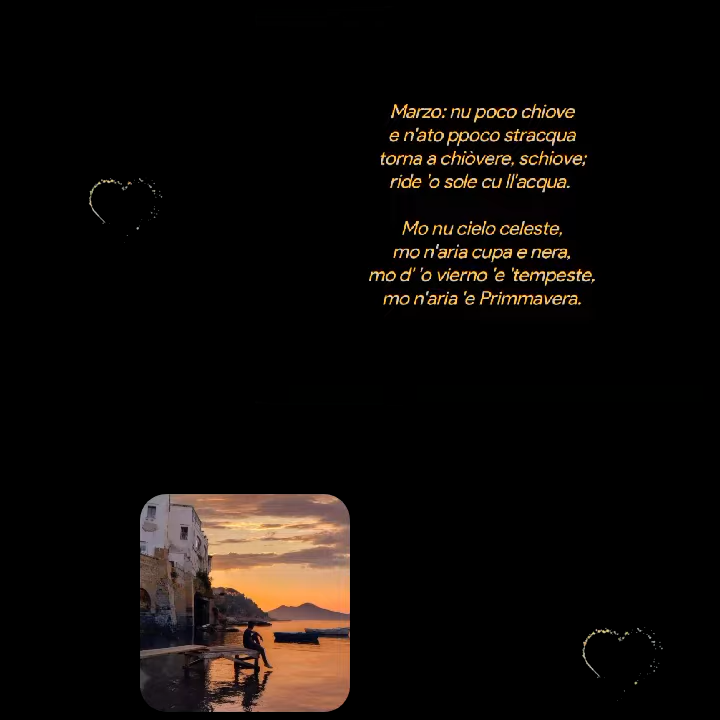 Marzo: nu poco chiove
e n'ato ppoco stracqua
torna a chiòvere, schiove;
ride 'o sole cu ll'acqua.
Mo nu cielo celeste,
mo n'aria cupa e nera,
mo d' 'o vierno 'e 'tempeste,
mo n'aria 'e Primmavera.